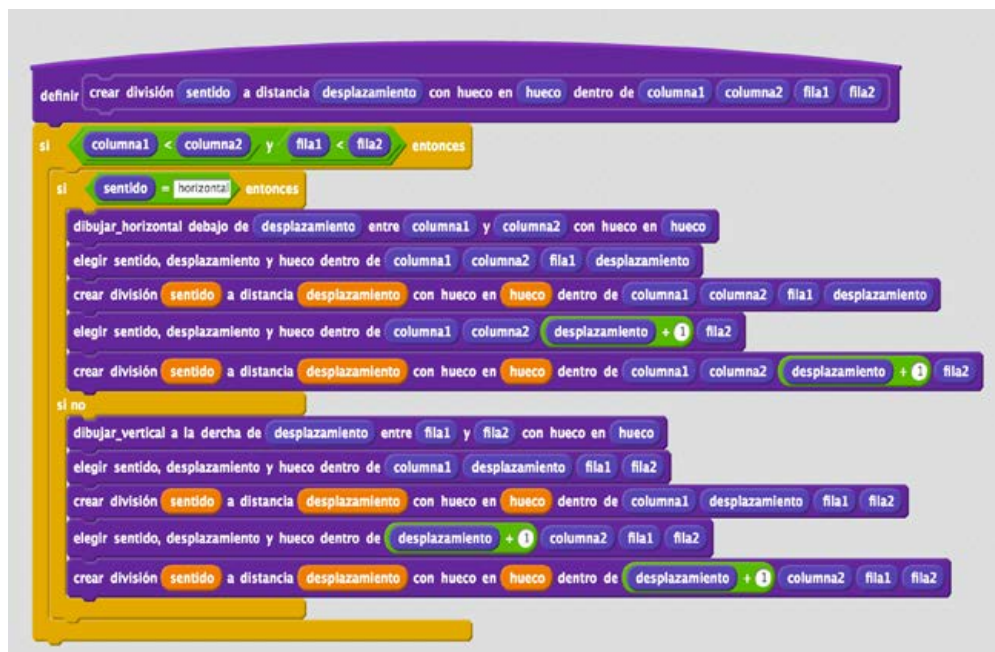 definir crear división sentido a distancia desplazamiento con hueco en hueco dentro de columna1 columna2 fila1 fila2
si columna1 < columna2 y fila1 < fila2 entonces
si sentido = horizontal entonces
dibujar_horizontal debajo de desplazamiento entre columna1 y columna2 con hueco en hueco
elegir sentido, desplazamiento y hueco dentro de columna1 columna2 fila1 desplazamiento
crear división sentido a distancia desplazamiento con hueco en hueco dentro de columna1 columna2 fila1 desplazamiento
elegir sentido, desplazamiento y hueco dentro de columna1 columna2 desplazamiento + 1 fila2
crear división sentido a distancia desplazamiento con hueco en hueco dentro de columna1 columna2 desplazamiento + 1 fila2
si no
dibujar_vertical a la dercha de desplazamiento entre fila1 y fila2 con hueco en hueco
elegir sentido, desplazamiento y hueco dentro de columna1 desplazamiento fila1 fila2
crear división sentido a distancia desplazamiento con hueco en hueco dentro de columna1 desplazamiento fila1 fila2
elegir sentido, desplazamiento y hueco dentro de desplazamiento + 1 columna2 fila1 fila2
crear división sentido a distancia desplazamiento con hueco en hueco dentro de desplazamiento + 1 columna2 fila1 fila2